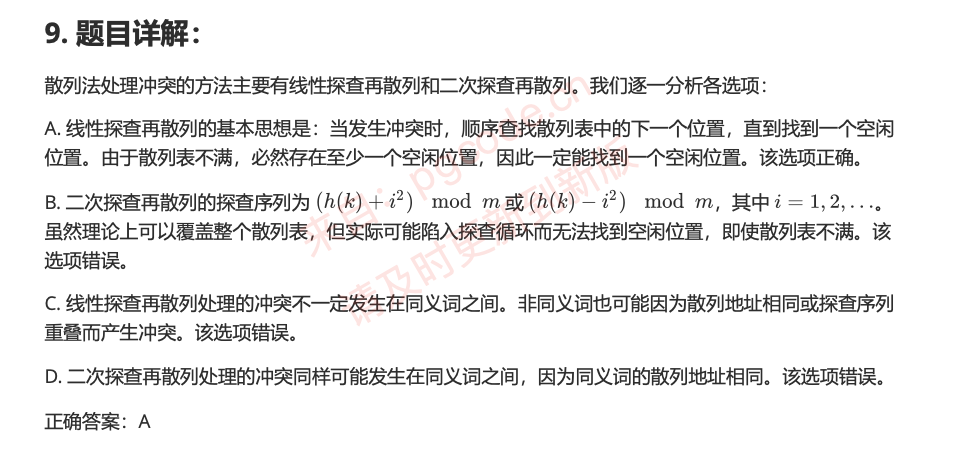 9. 题目详解：
散列法处理冲突的方法主要有线性探查再散列和二次探查再散列。我们逐一分析各选项：
A. 线性探查再散列的基本思想是：当发生冲突时，顺序查找散列表中的下一个位置，直到找到一个空闲
位置。由于散列表不满，必然存在至少一个空闲位置，因此一定能找到一个空闲位置。该选项正确。
B. 二次探查再散列的探查序列为 (h(k) + i²) mod m 或 (h(k) − i²) mod m，其中 i = 1, 2, …。
虽然理论上可以覆盖整个散列表，但实际可能陷入探查循环而无法找到空闲位置，即使散列表不满。该
选项错误。
C. 线性探查再散列处理的冲突不一定发生在同义词之间。非同义词也可能因为散列地址相同或探查序列
重叠而产生冲突。该选项错误。
D. 二次探查再散列处理的冲突同样可能发生在同义词之间，因为同义词的散列地址相同。该选项错误。
正确答案：A
来自：pgcode.cn
请及时更新到新版